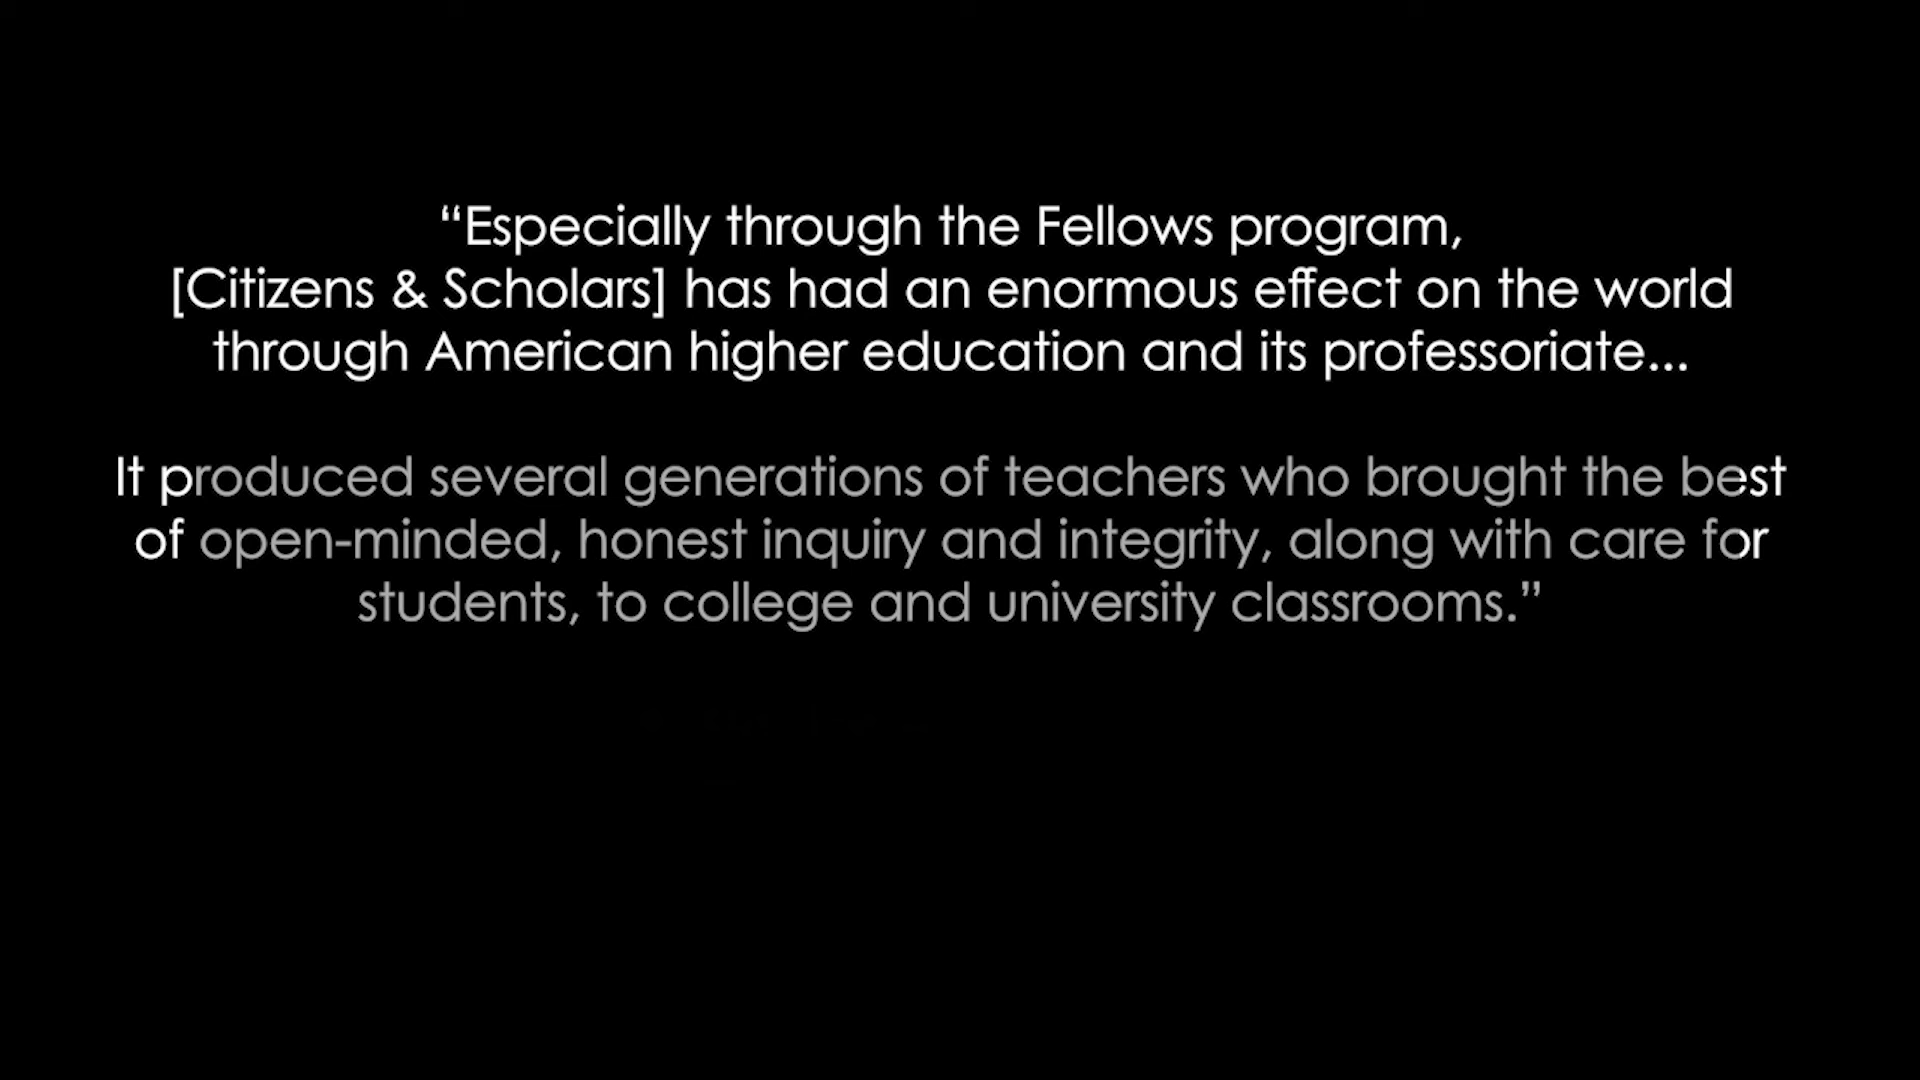 “Especially through the Fellows program,
[Citizens & Scholars] has had an enormous effect on the world
through American higher education and its professoriate...
It produced several generations of teachers who brought the best
of open-minded, honest inquiry and integrity, along with care for
students, to college and university classrooms.”